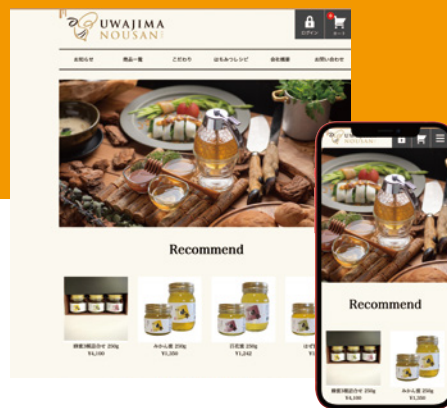 UWAJIMA
NOUSAN
ログイン
カート
お知らせ 商品一覧 こだわり はちみつレシピ 会社概要 お問い合わせ
Recommend
蜂蜜3種詰合せ 250g
¥4,100
みかん蜜 250g
¥1,350
百花蜜 250g
¥1,242
NOUSAN
Recommend
蜂蜜3種詰合せ 250g
¥4,100
みかん蜜 250g
¥1,350